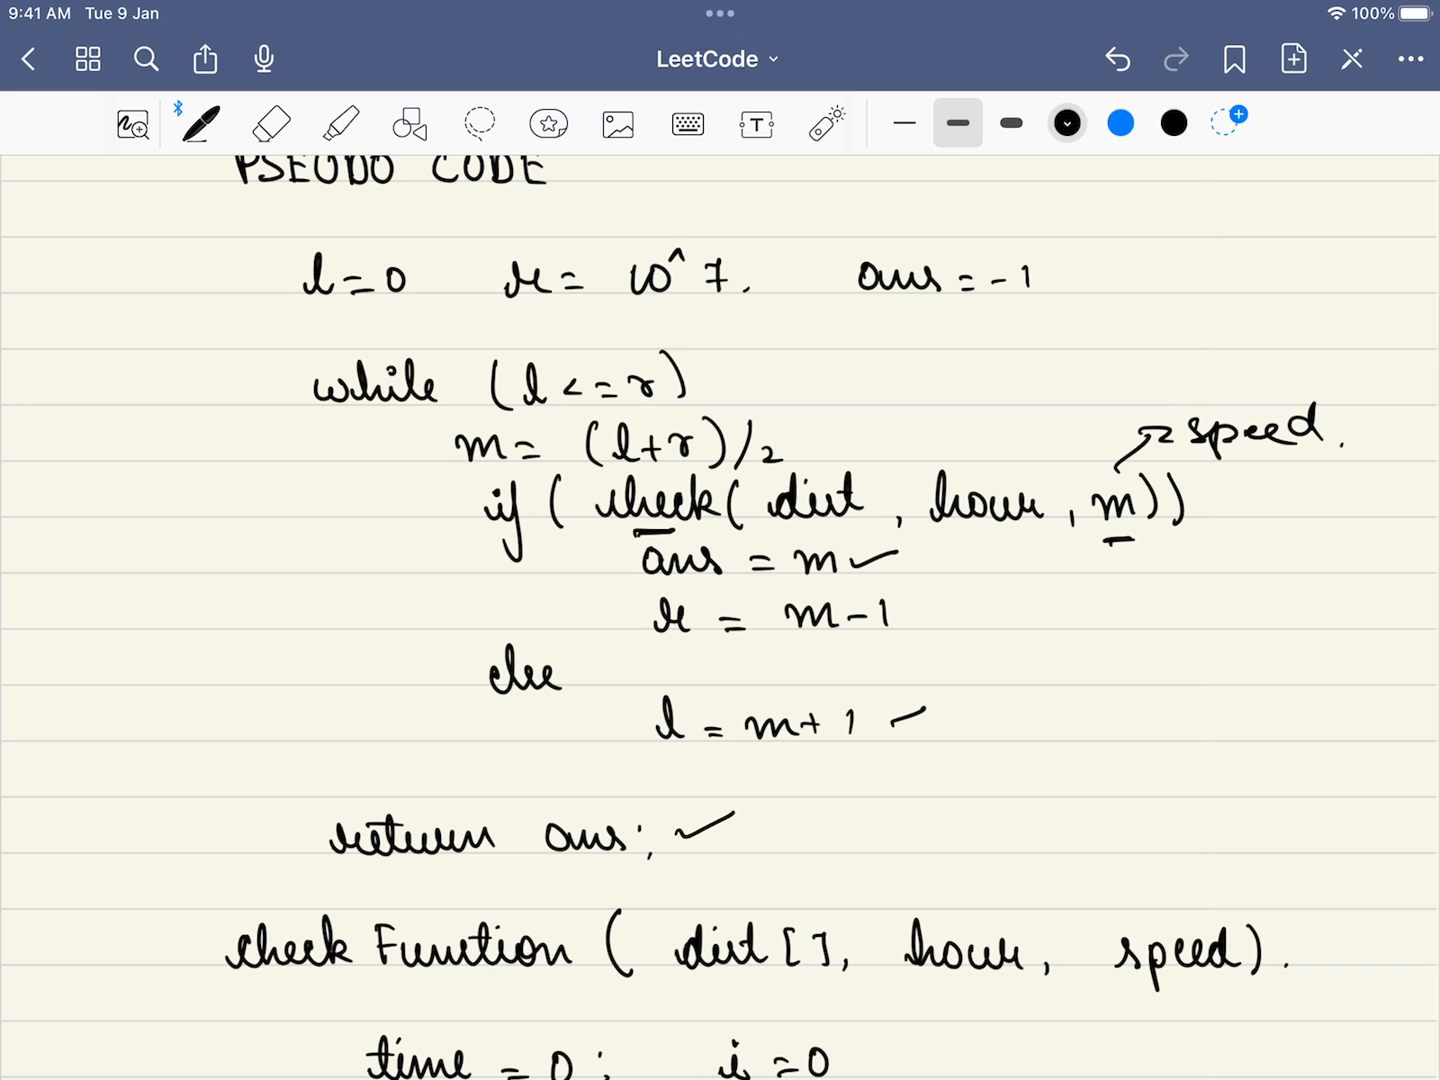 9:41 AM Tue 9 Jan 100%
LeetCode
T
PSEUDO CODE
l=0 r= 10^7. ans=-1
while (l<=r)
m= (l+r)/2
speed.
if ( check( dist , hour , m))
ans = m
r = m-1
else
l = m+1
return ans;
check Function ( dist [], hour, speed).
time = 0; i=0